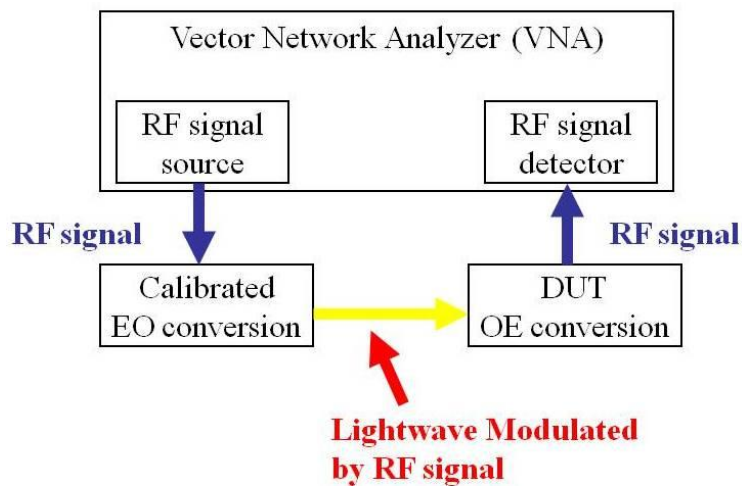 Vector Network Analyzer (VNA)
RF signal
source
RF signal
detector
RF signal
RF signal
Calibrated
EO conversion
DUT
OE conversion
Lightwave Modulated
by RF signal